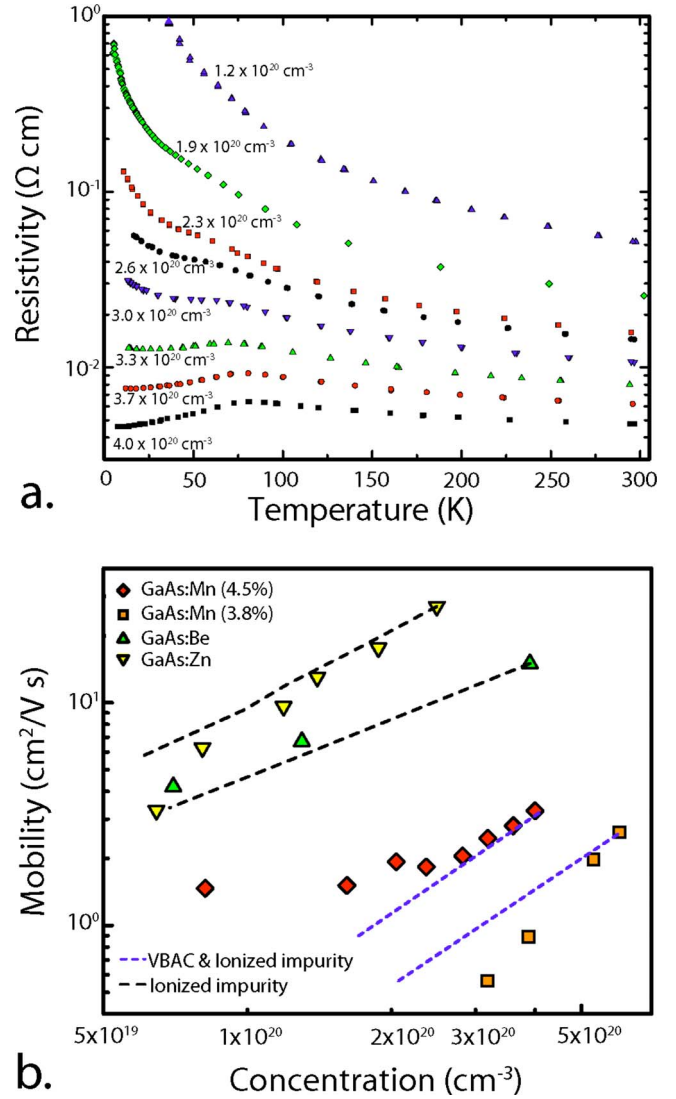 10⁰
10⁻¹
10⁻²
Resistivity (Ω cm)
1.2 x 10²⁰ cm⁻³
1.9 x 10²⁰ cm⁻³
2.3 x 10²⁰ cm⁻³
2.6 x 10²⁰ cm⁻³
3.0 x 10²⁰ cm⁻³
3.3 x 10²⁰ cm⁻³
3.7 x 10²⁰ cm⁻³
4.0 x 10²⁰ cm⁻³
0 50 100 150 200 250 300
a. Temperature (K)
GaAs:Mn (4.5%)
GaAs:Mn (3.8%)
GaAs:Be
GaAs:Zn
10¹
10⁰
Mobility (cm²/V s)
VBAC & Ionized impurity
Ionized impurity
5x10¹⁹ 1x10²⁰ 2x10²⁰ 3x10²⁰ 5x10²⁰
b. Concentration (cm⁻³)